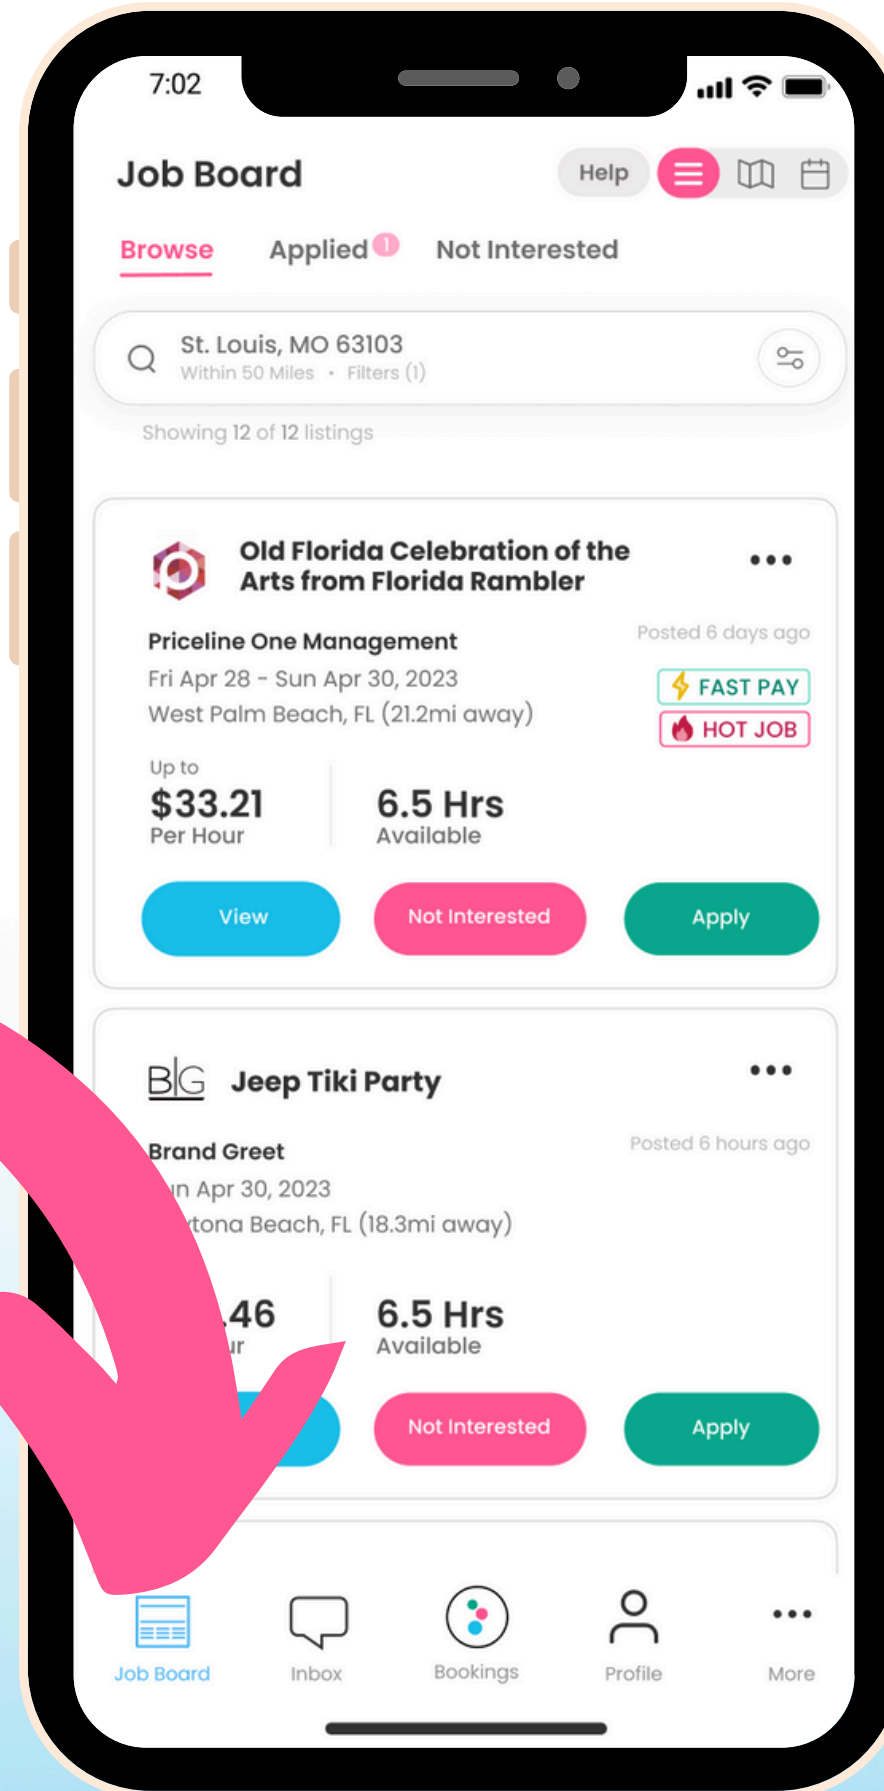 7:02
Job Board
Help
Browse
Applied 1
Not Interested
St. Louis, MO 63103
Within 50 Miles • Filters (1)
Showing 12 of 12 listings
Old Florida Celebration of the
Arts from Florida Rambler
Priceline One Management
Posted 6 days ago
Fri Apr 28 - Sun Apr 30, 2023
FAST PAY
West Palm Beach, FL (21.2mi away)
HOT JOB
Up to
$33.21
6.5 Hrs
Per Hour
Available
View
Not Interested
Apply
B|G
Jeep Tiki Party
Brand Greet
Posted 6 hours ago
Apr 30, 2023
Beach, FL (18.3mi away)
.46
6.5 Hrs
Available
Not Interested
Apply
Job Board
Inbox
Bookings
Profile
More